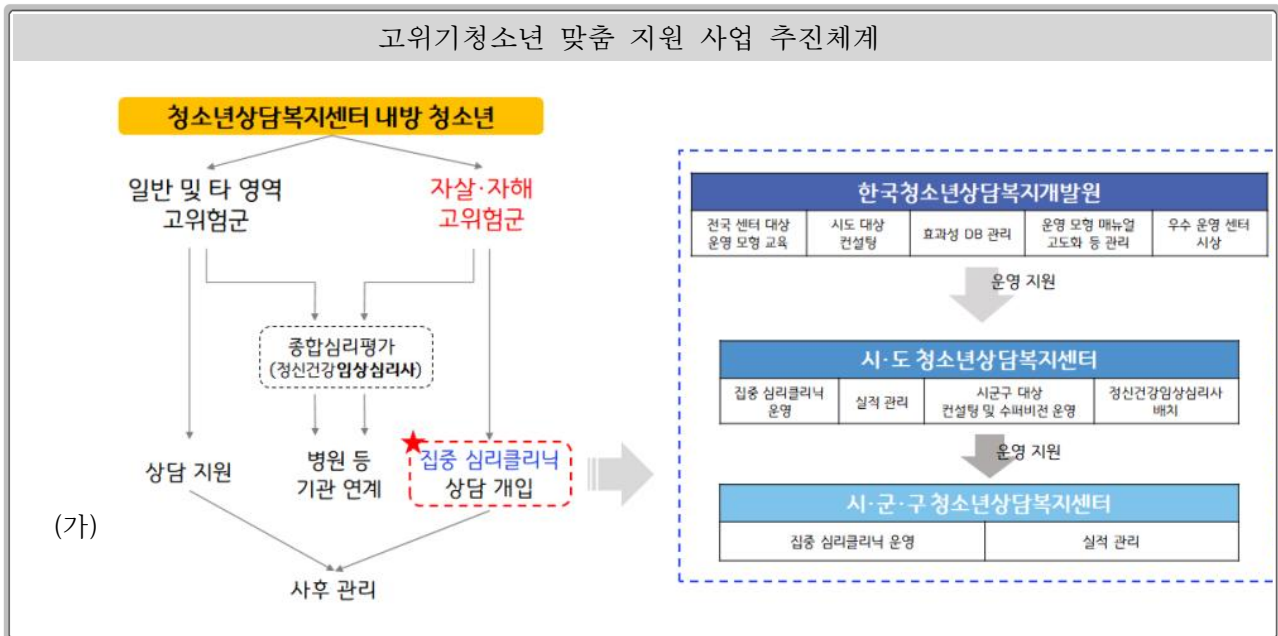 고위기청소년 맞춤 지원 사업 추진체계
청소년상담복지센터 내방 청소년
일반 및 타 영역
고위험군
자살·자해
고위험군
종합심리평가
(정신건강임상심리사)
상담 지원
병원 등
기관 연계
집중 심리클리닉
상담 개입
(가)
사후 관리
한국청소년상담복지개발원
전국 센터 대상
운영 모형 교육
시도 대상
컨설팅
효과성 DB 관리
운영 모형 매뉴얼
고도화 등 관리
우수 운영 센터
시상
운영 지원
시·도 청소년상담복지센터
집중 심리클리닉
운영
실적 관리
시군구 대상
컨설팅 및 수퍼비전 운영
정신건강임상심리사
배치
운영 지원
시·군·구 청소년상담복지센터
집중 심리클리닉 운영
실적 관리